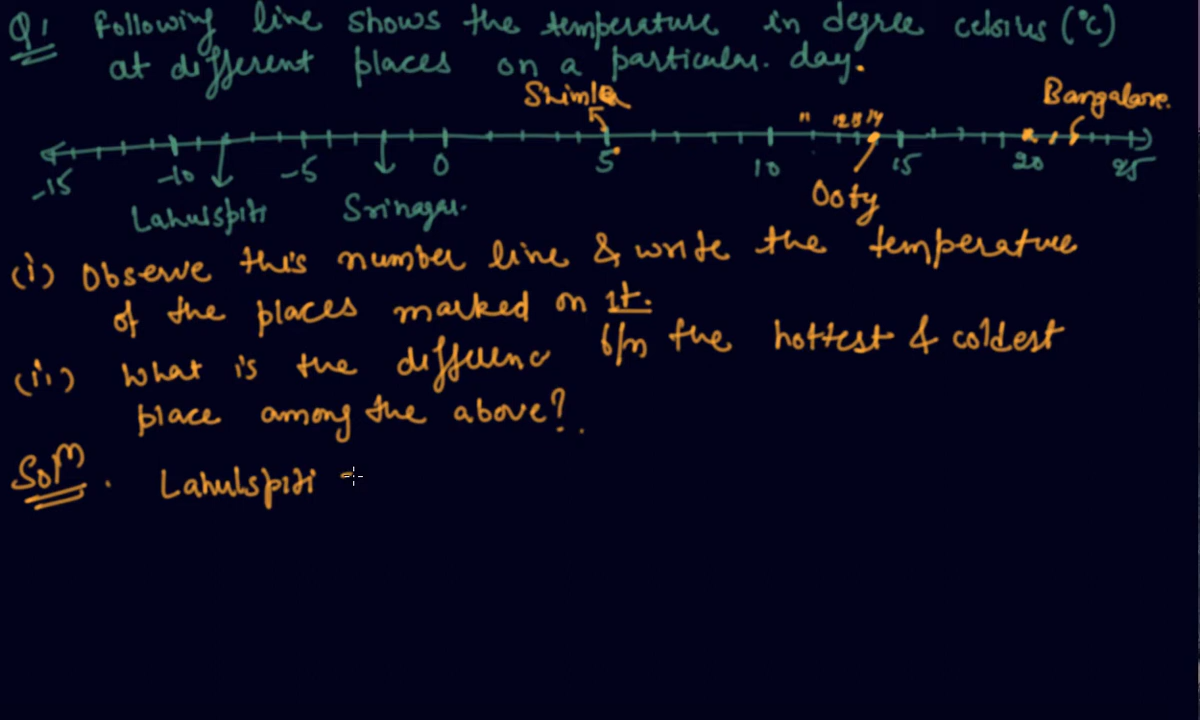 Q1 Following line shows the temperature in degree celsius (°c)
at different places on a particular. day.
Shimla
Bangalore.
11 12 13 14
-15 -10 -5 0 5 10 15 20 25
Lahulspiti Srinagar. Ooty
(i) Observe this number line & write the temperature
of the places marked on it.
(ii) What is the differenc b/n the hottest & coldest
place among the above?.
Soln. Lahulspiti -